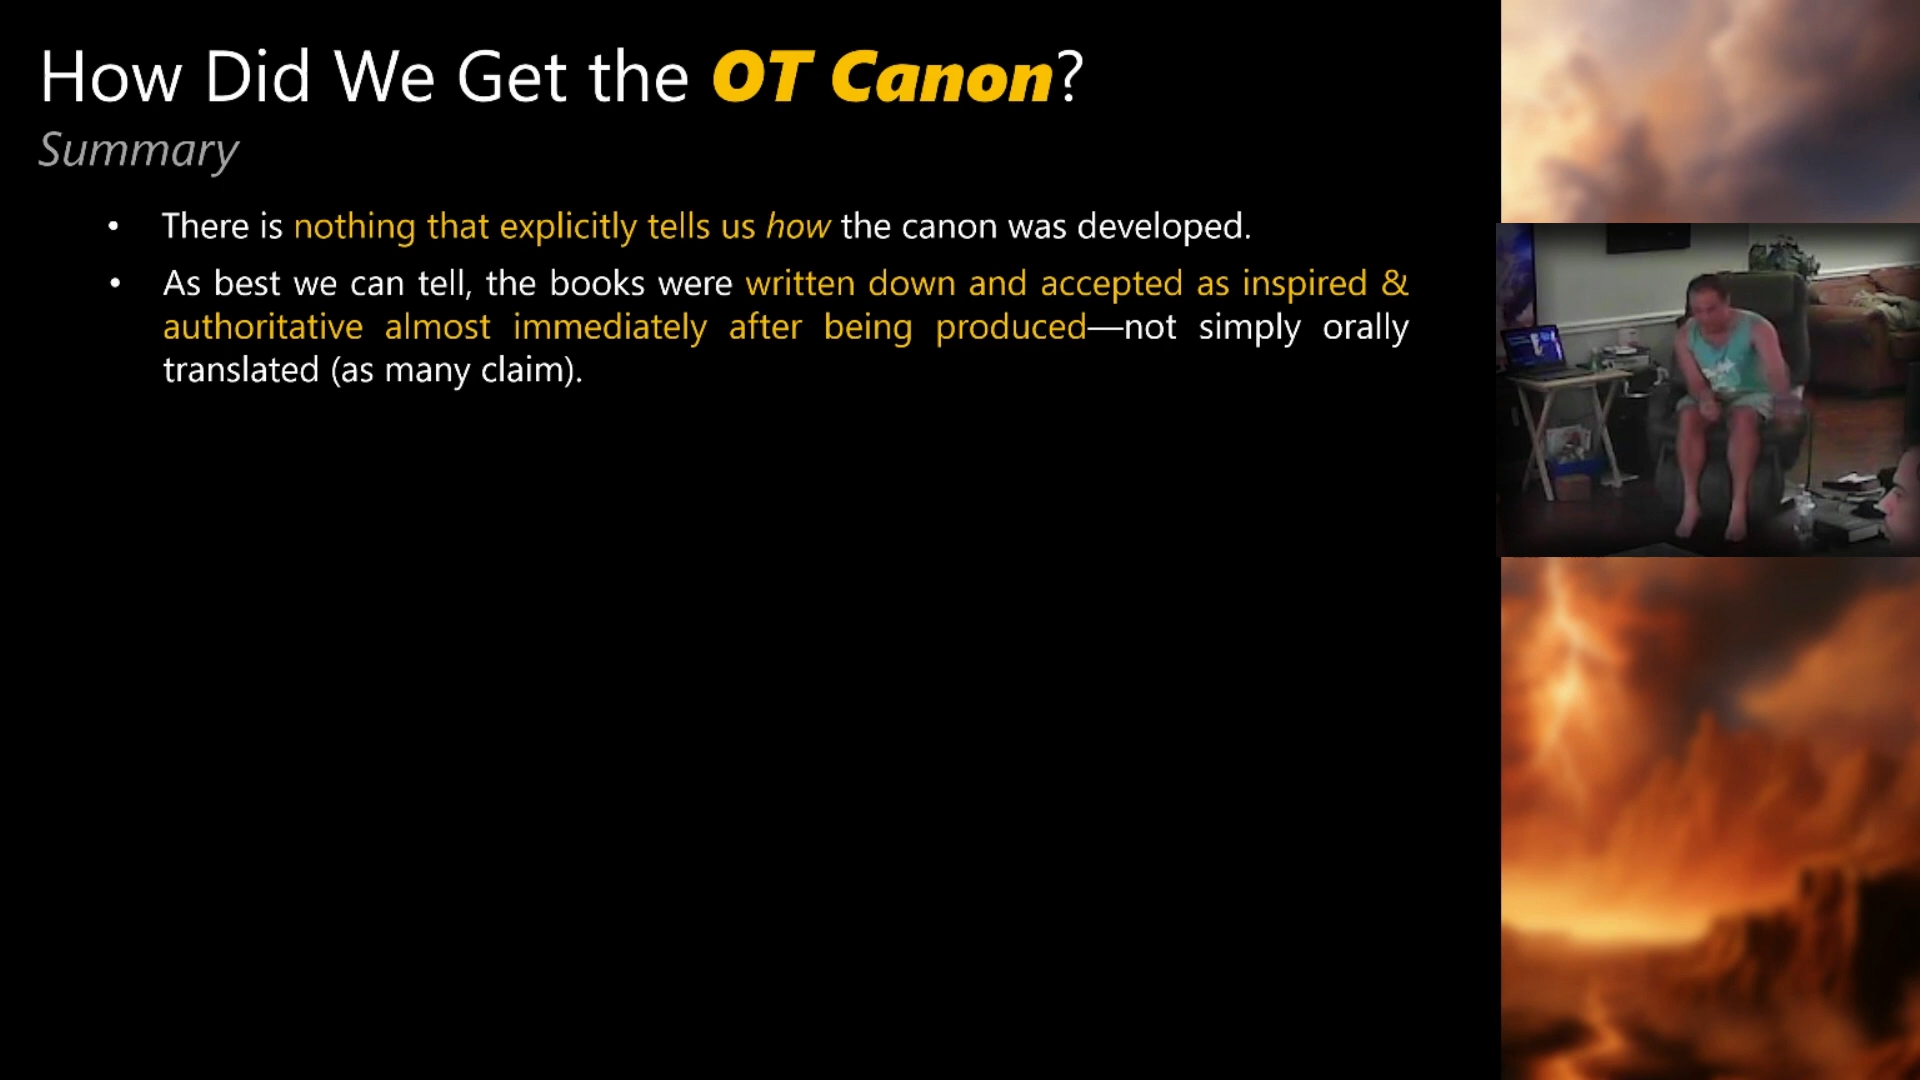 How Did We Get the OT Canon?
Summary
• There is nothing that explicitly tells us how the canon was developed.
• As best we can tell, the books were written down and accepted as inspired &
authoritative almost immediately after being produced—not simply orally
translated (as many claim).